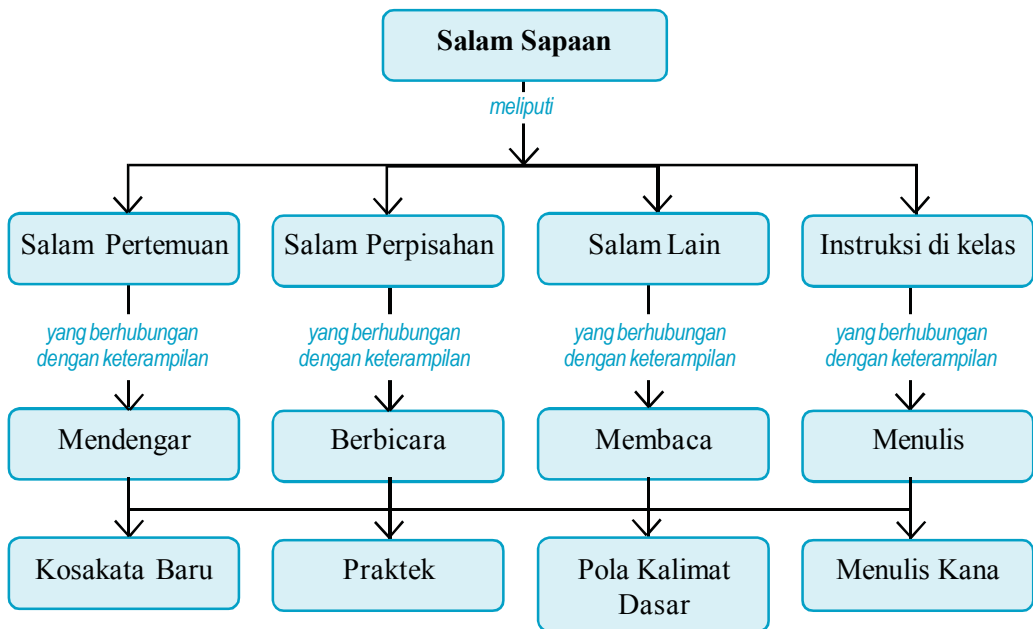 Salam Sapaan
meliputi
Salam Pertemuan
Salam Perpisahan
Salam Lain
Instruksi di kelas
yang berhubungan
dengan keterampilan
yang berhubungan
dengan keterampilan
yang berhubungan
dengan keterampilan
yang berhubungan
dengan keterampilan
Mendengar
Berbicara
Membaca
Menulis
Kosakata Baru
Praktek
Pola Kalimat
Dasar
Menulis Kana